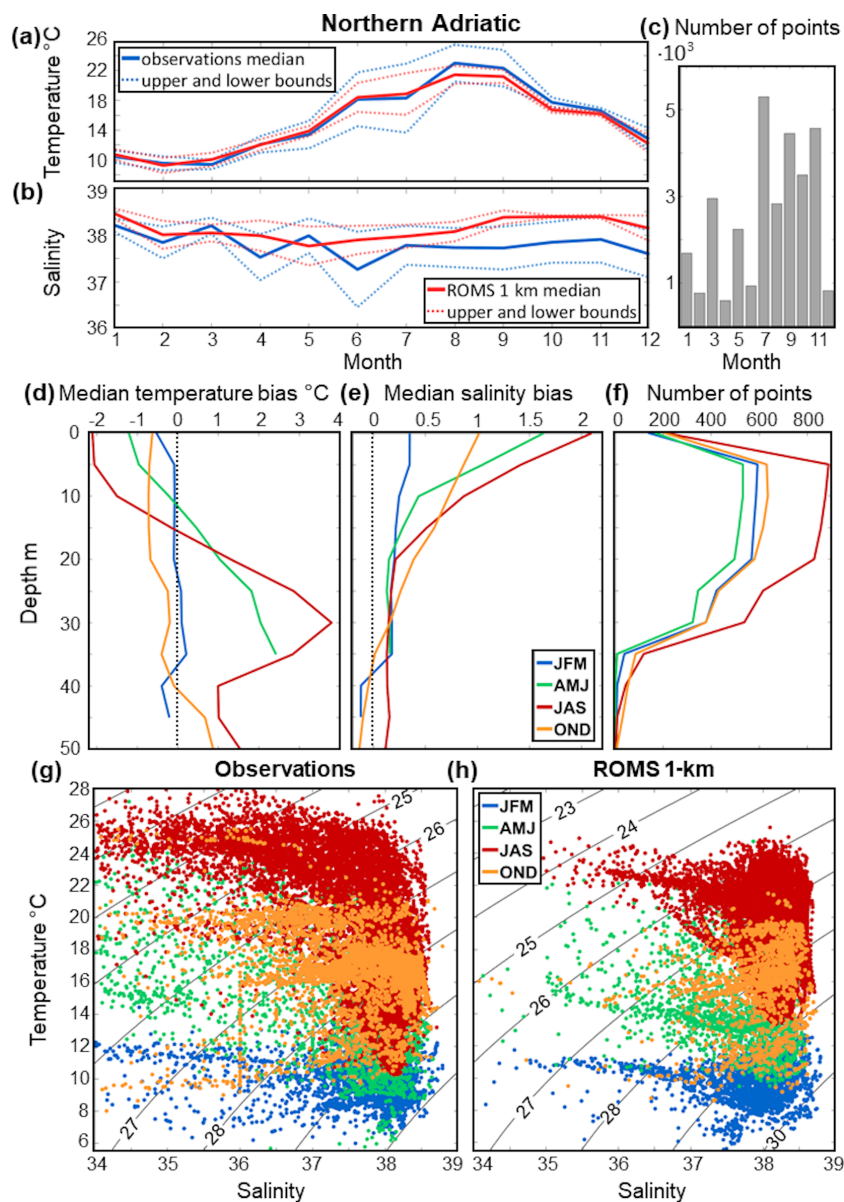 Northern Adriatic
(a)
26
22
18
14
10
Temperature °C
observations median
upper and lower bounds
(b)
39
38
37
36
Salinity
ROMS 1 km median
upper and lower bounds
1 2 3 4 5 6 7 8 9 10 11 12
Month
(c) Number of points
·10³
5
3
1
1 3 5 7 9 11
Month
(d) Median temperature bias °C
-2 -1 0 1 2 3 4
0
10
20
30
40
50
Depth m
(e) Median salinity bias
0 0.5 1 1.5 2
JFM
AMJ
JAS
OND
(f) Number of points
0 200 400 600 800
(g) Observations
28
26
24
22
20
18
16
14
12
10
8
6
Temperature °C
25
26
27
28
34 35 36 37 38 39
Salinity
(h) ROMS 1-km
JFM
AMJ
JAS
OND
23
24
25
26
27
28
30
34 35 36 37 38 39
Salinity